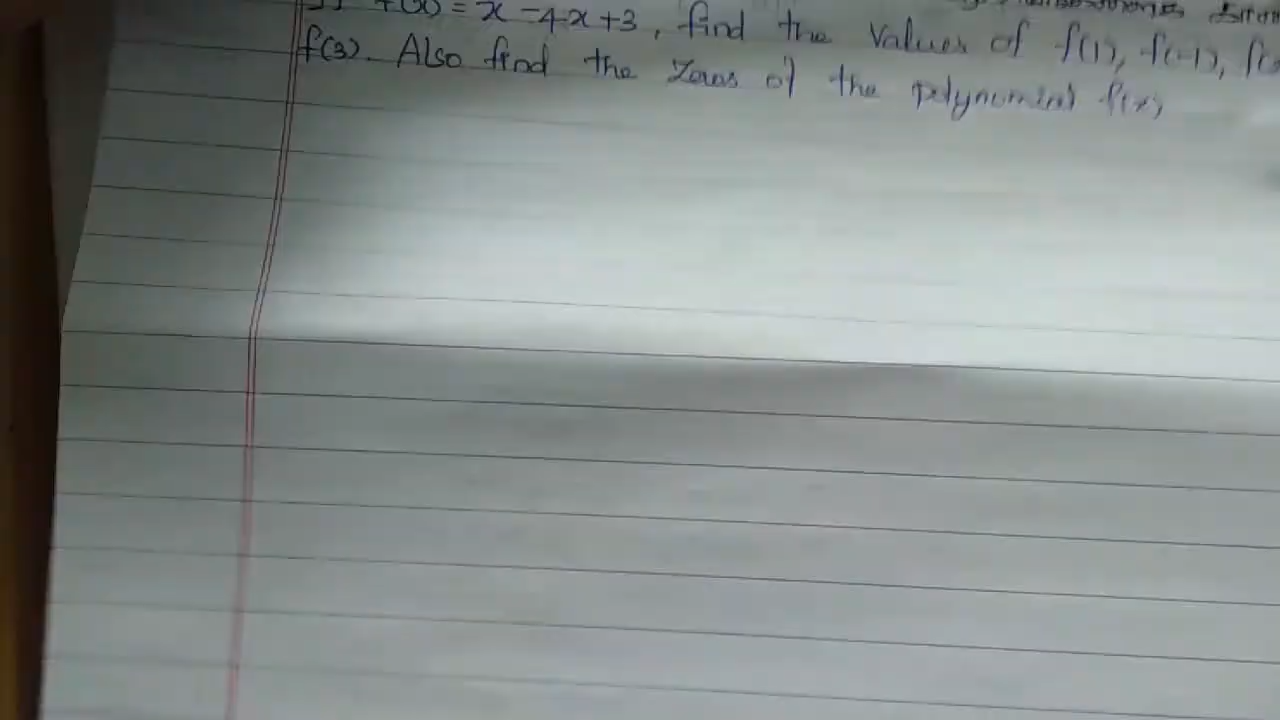 f(x) = x - 4x + 3, find the values of f(1), f(-1), f(
f(3). Also find the zeros of the polynomial f(x)